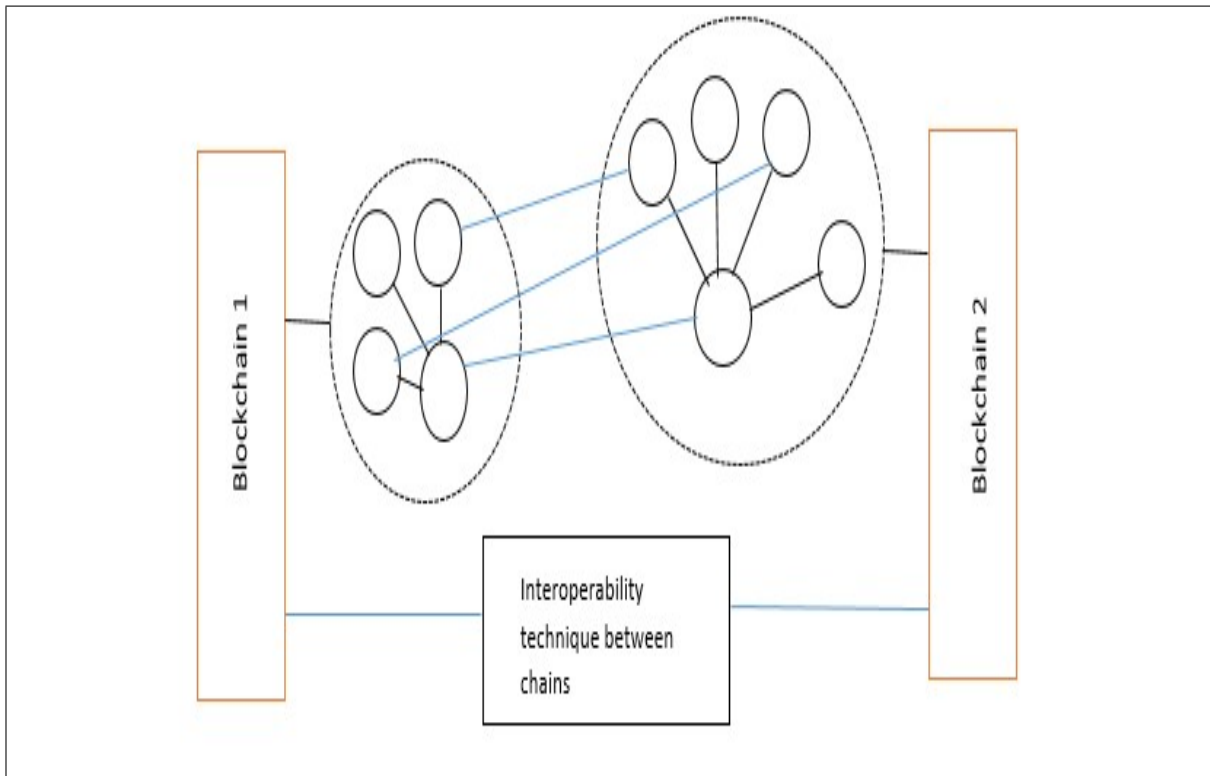 Blockchain 1
Blockchain 2
Interoperability
technique between
chains